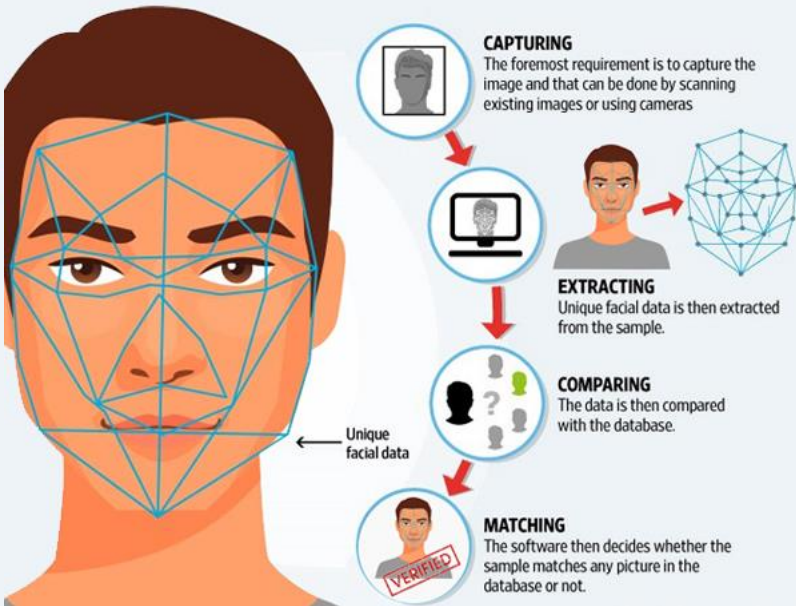 CAPTURING
The foremost requirement is to capture the
image and that can be done by scanning
existing images or using cameras
EXTRACTING
Unique facial data is then extracted
from the sample.
?
COMPARING
The data is then compared
with the database.
Unique
facial data
MATCHING
The software then decides whether the
sample matches any picture in the
database or not.
VERIFIED